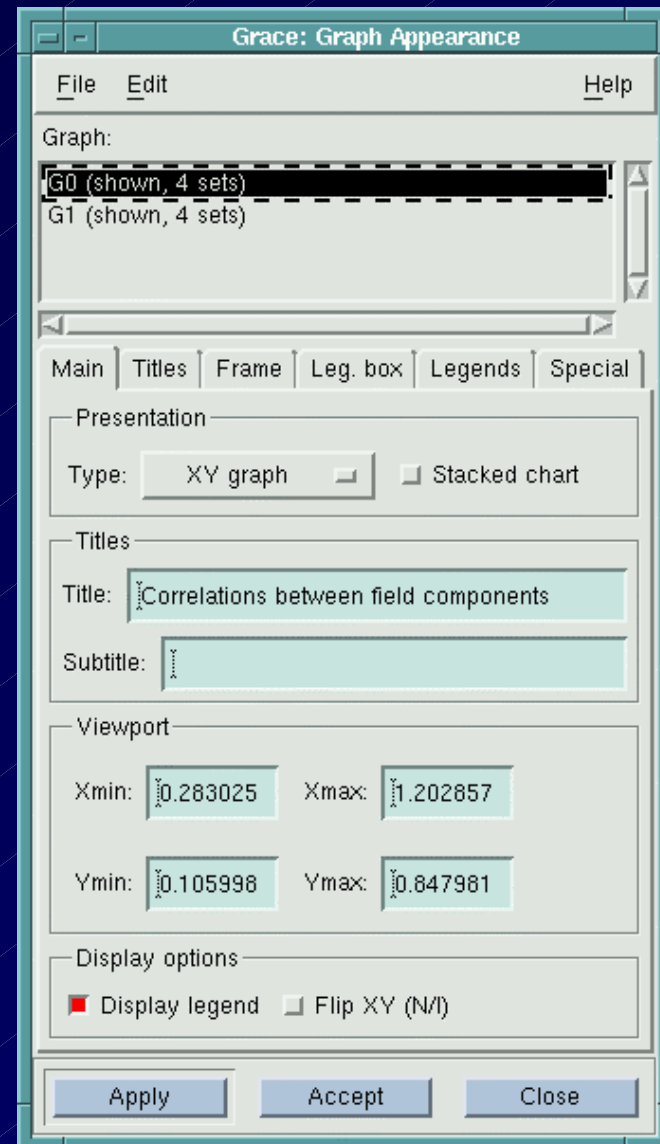 Grace: Graph Appearance
File Edit Help
Graph:
G0 (shown, 4 sets)
G1 (shown, 4 sets)
Main Titles Frame Leg. box Legends Special
Presentation
Type: XY graph Stacked chart
Titles
Title: Correlations between field components
Subtitle:
Viewport
Xmin: 0.283025 Xmax: 1.202857
Ymin: 0.105998 Ymax: 0.847981
Display options
Display legend Flip XY (N/I)
Apply Accept Close